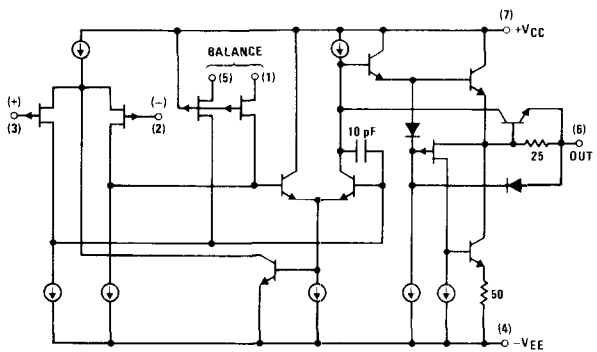 (7)
+VCC
BALANCE
(5)
(1)
(+)
(3)
(−)
(2)
10 pF
(6)
25
OUT
50
(4)
−VEE